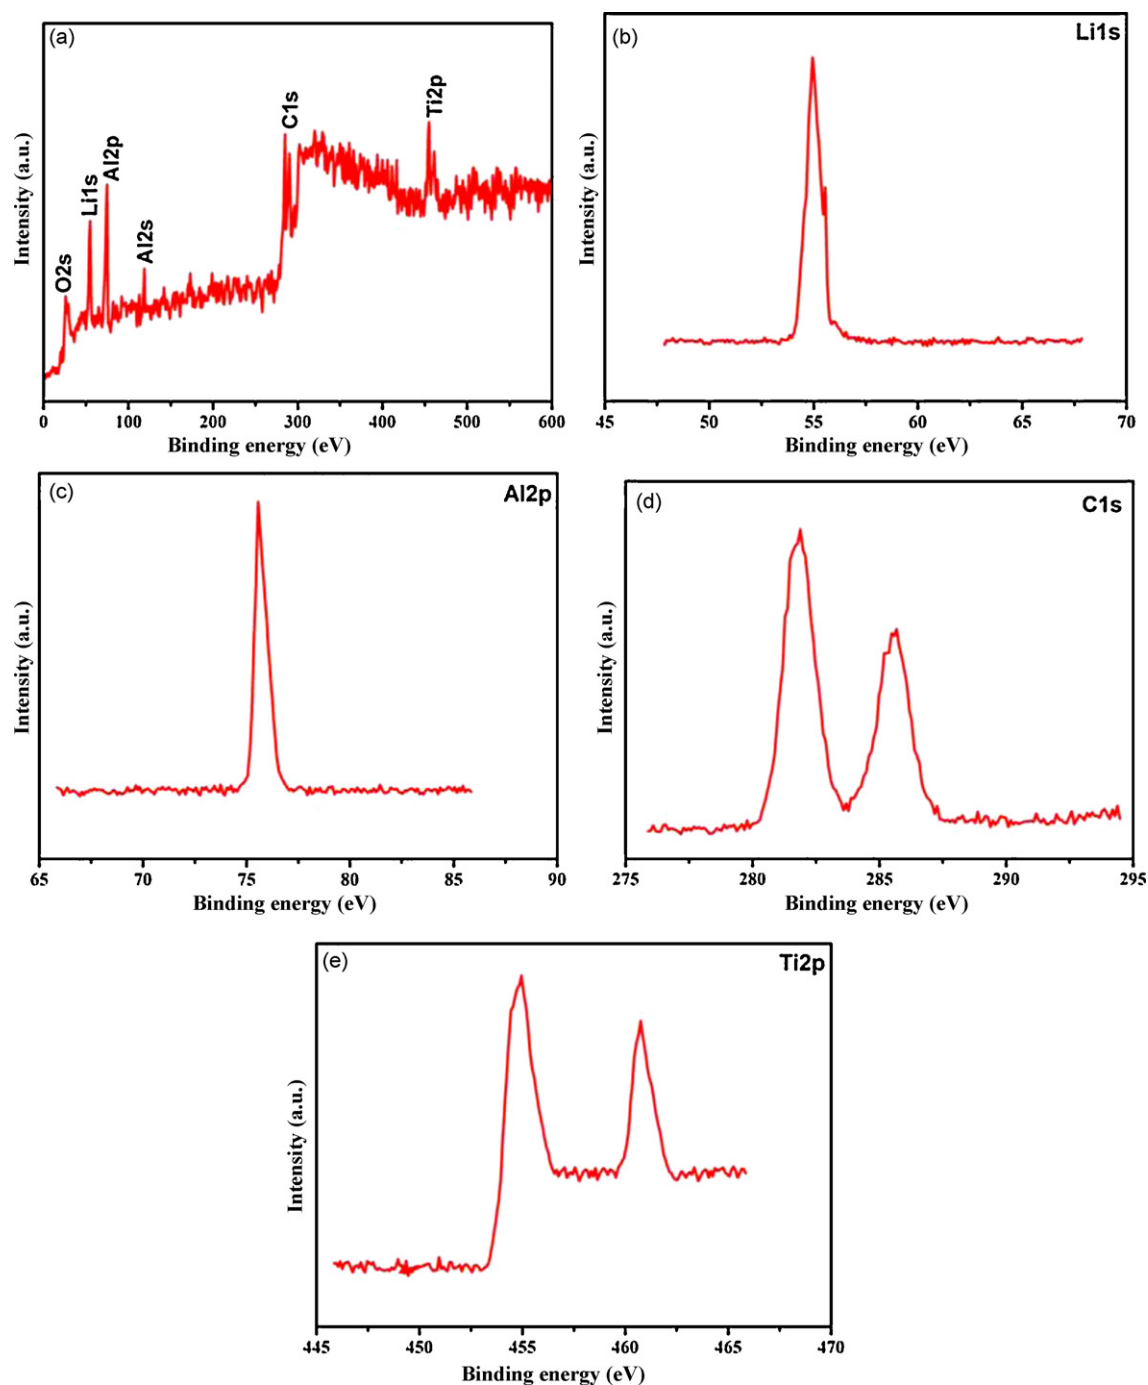 (a)
O2s
Li1s
Al2p
Al2s
C1s
Ti2p
Intensity (a.u.)
0 100 200 300 400 500 600
Binding energy (eV)
(b) Li1s
Intensity (a.u.)
45 50 55 60 65 70
Binding energy (eV)
(c) Al2p
Intensity (a.u.)
65 70 75 80 85 90
Binding energy (eV)
(d) C1s
Intensity (a.u.)
275 280 285 290 295
Binding energy (eV)
(e) Ti2p
Intensity (a.u.)
445 450 455 460 465 470
Binding energy (eV)